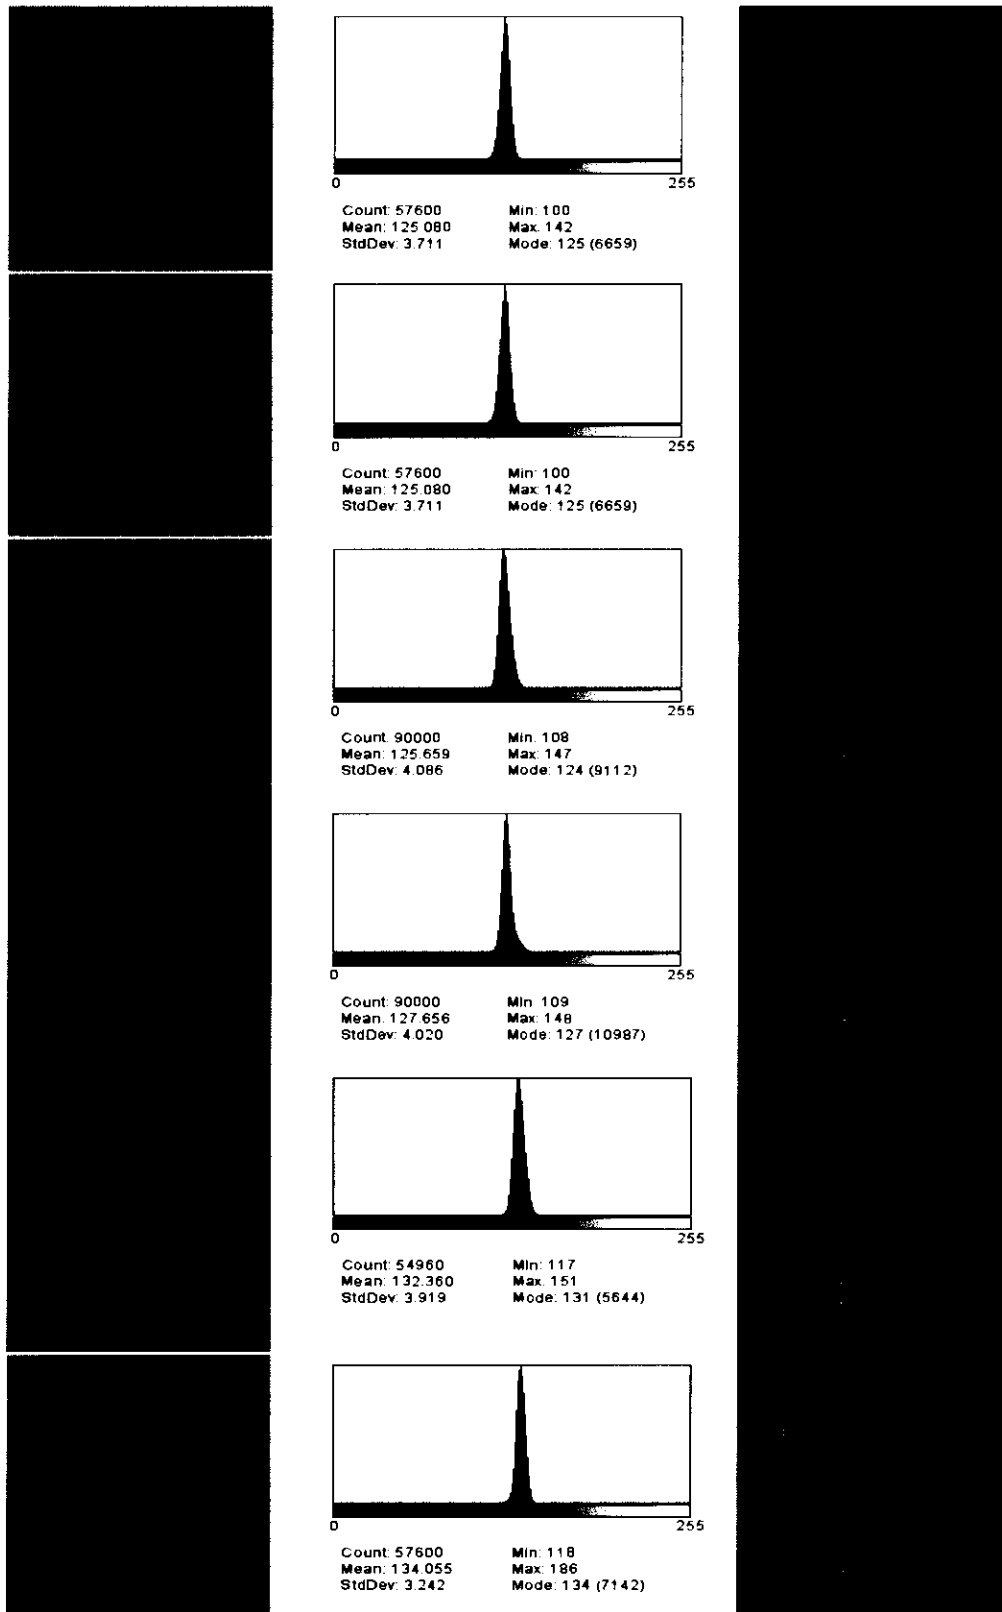 0 255
Count: 57600 Min: 100
Mean: 125.080 Max: 142
StdDev: 3.711 Mode: 125 (6659)
0 255
Count: 57600 Min: 100
Mean: 125.080 Max: 142
StdDev: 3.711 Mode: 125 (6659)
0 255
Count: 90000 Min: 108
Mean: 125.659 Max: 147
StdDev: 4.086 Mode: 124 (9112)
0 255
Count: 90000 Min: 109
Mean: 127.656 Max: 148
StdDev: 4.020 Mode: 127 (10987)
0 255
Count: 54960 Min: 117
Mean: 132.360 Max: 151
StdDev: 3.919 Mode: 131 (5644)
0 255
Count: 57600 Min: 118
Mean: 134.055 Max: 186
StdDev: 3.242 Mode: 134 (7142)